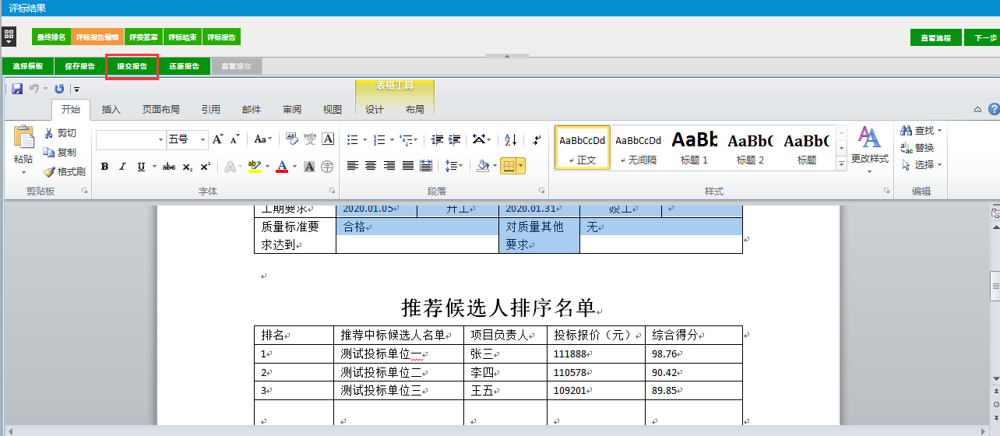 评标结果
最终排名 评标报告编辑 评委签章 评标结束 评标报告 查看流程 下一步
选择模板 保存报告 提交报告 还原报告 重置提交
表格工具
开始 插入 页面布局 引用 邮件 审阅 视图 设计 布局
剪切
复制
格式刷
粘贴
剪贴板
五号 Aa wén 文 A
B I U abc x₂ x² A ab A A 字
字体
段落
AaBbCcDd AaBbCcDd AaBb AaBbC AaBbC
正文 无间隔 标题 1 标题 2 标题
更改样式
样式
查找
替换
选择
编辑
工期要求 2020.01.05 开工 2020.01.31 竣工
质量标准要求达到 合格 对质量其他要求 无
推荐候选人排序名单
排名 推荐中标候选人名单 项目负责人 投标报价（元） 综合得分
1 测试投标单位一 张三 111888 98.76
2 测试投标单位二 李四 110578 90.42
3 测试投标单位三 王五 109201 89.85